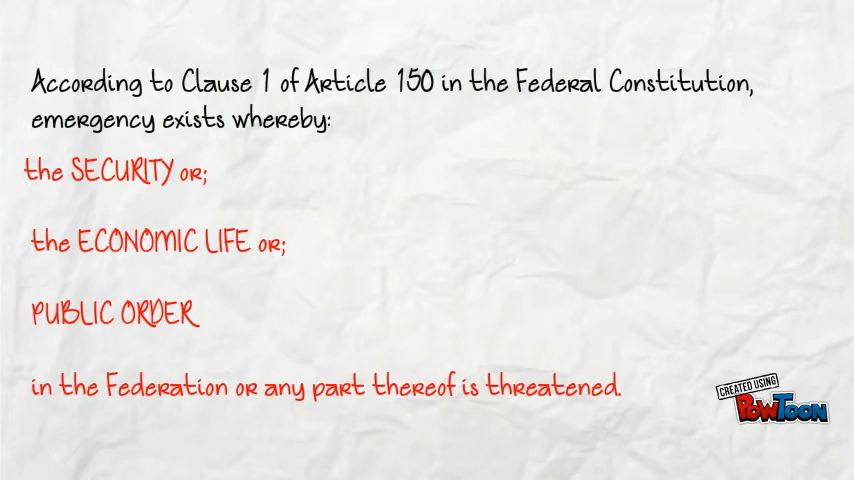 According to Clause 1 of Article 150 in the Federal Constitution,
emergency exists whereby:
the SECURITY or;
the ECONOMIC LIFE or;
PUBLIC ORDER
in the Federation or any part thereof is threatened.
CREATED USING
POWTOON